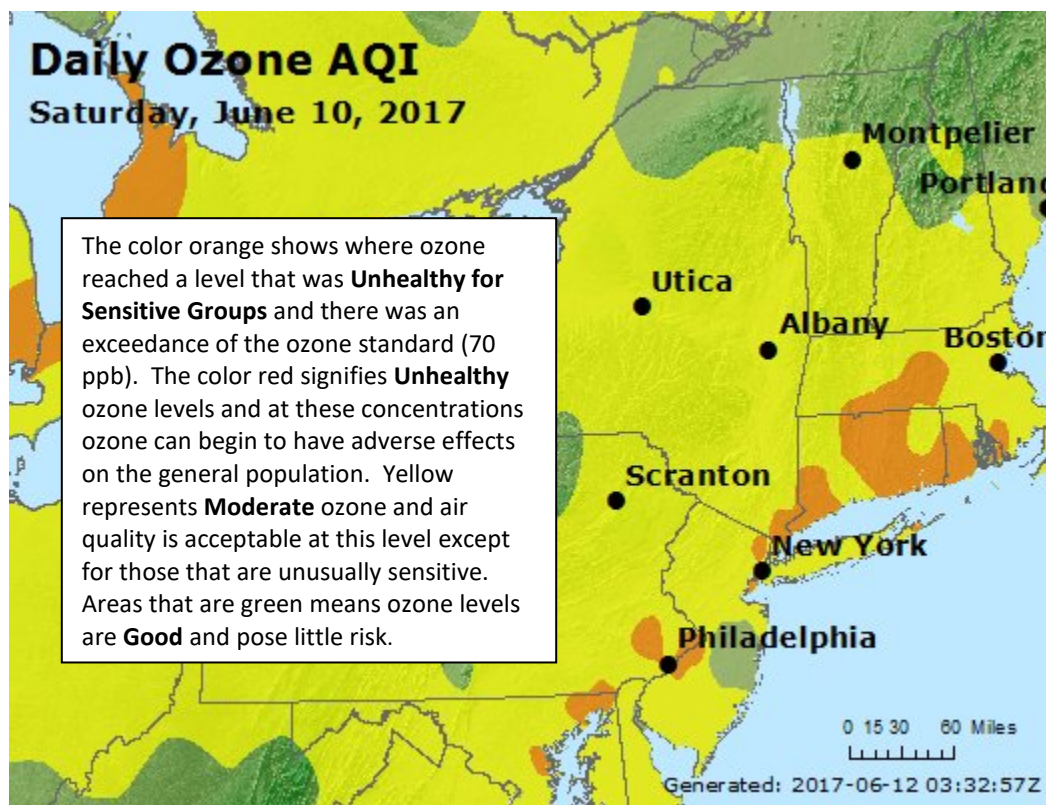 Daily Ozone AQI
Saturday, June 10, 2017
Montpelier
Portland
The color orange shows where ozone
reached a level that was Unhealthy for
Sensitive Groups and there was an
exceedance of the ozone standard (70
ppb). The color red signifies Unhealthy
ozone levels and at these concentrations
ozone can begin to have adverse effects
on the general population. Yellow
represents Moderate ozone and air
quality is acceptable at this level except
for those that are unusually sensitive.
Areas that are green means ozone levels
are Good and pose little risk.
Utica
Albany
Boston
Scranton
New York
Philadelphia
0 15 30 60 Miles
Generated: 2017-06-12 03:32:57Z